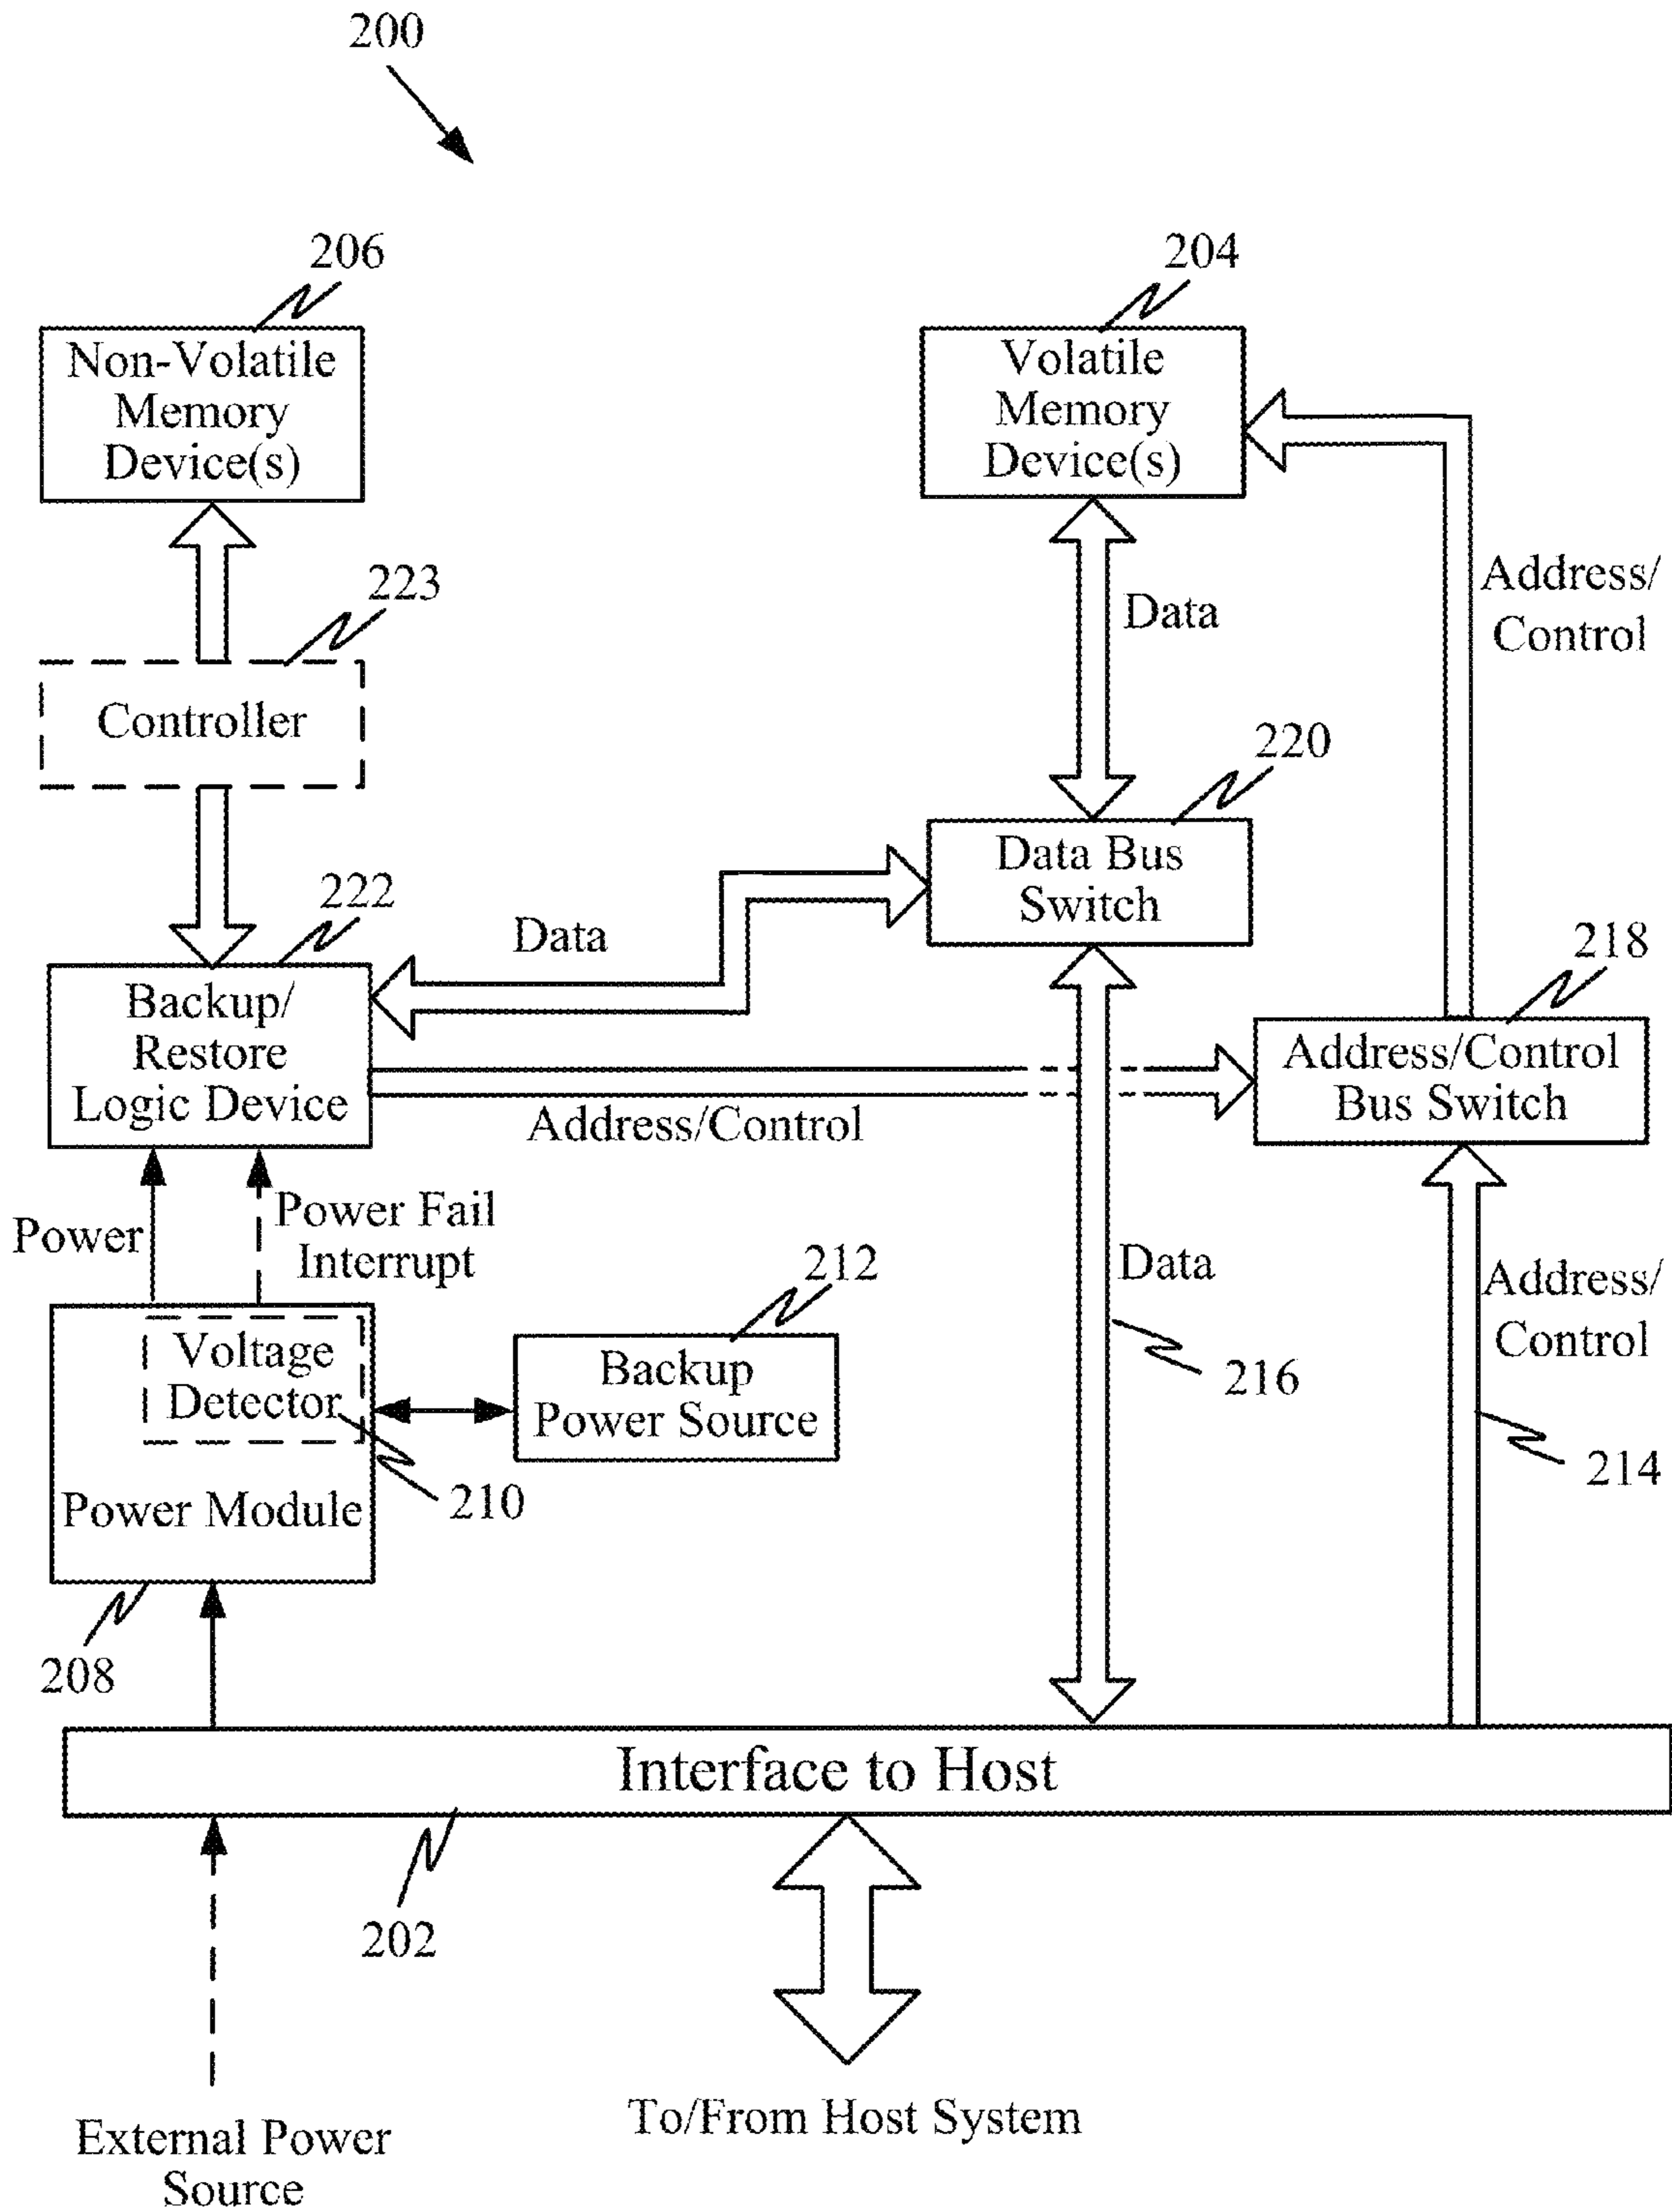 200
206
204
Non-Volatile
Memory
Device(s)
Volatile
Memory
Device(s)
223
Address/
Control
Data
Controller
220
222
Data Bus
Switch
Data
218
Backup/
Restore
Logic Device
Address/Control
Bus Switch
Address/Control
Power
Power Fail
Interrupt
212
Data
Address/
Control
Voltage
Detector
Backup
Power Source
216
214
210
Power Module
208
Interface to Host
202
To/From Host System
External Power
Source